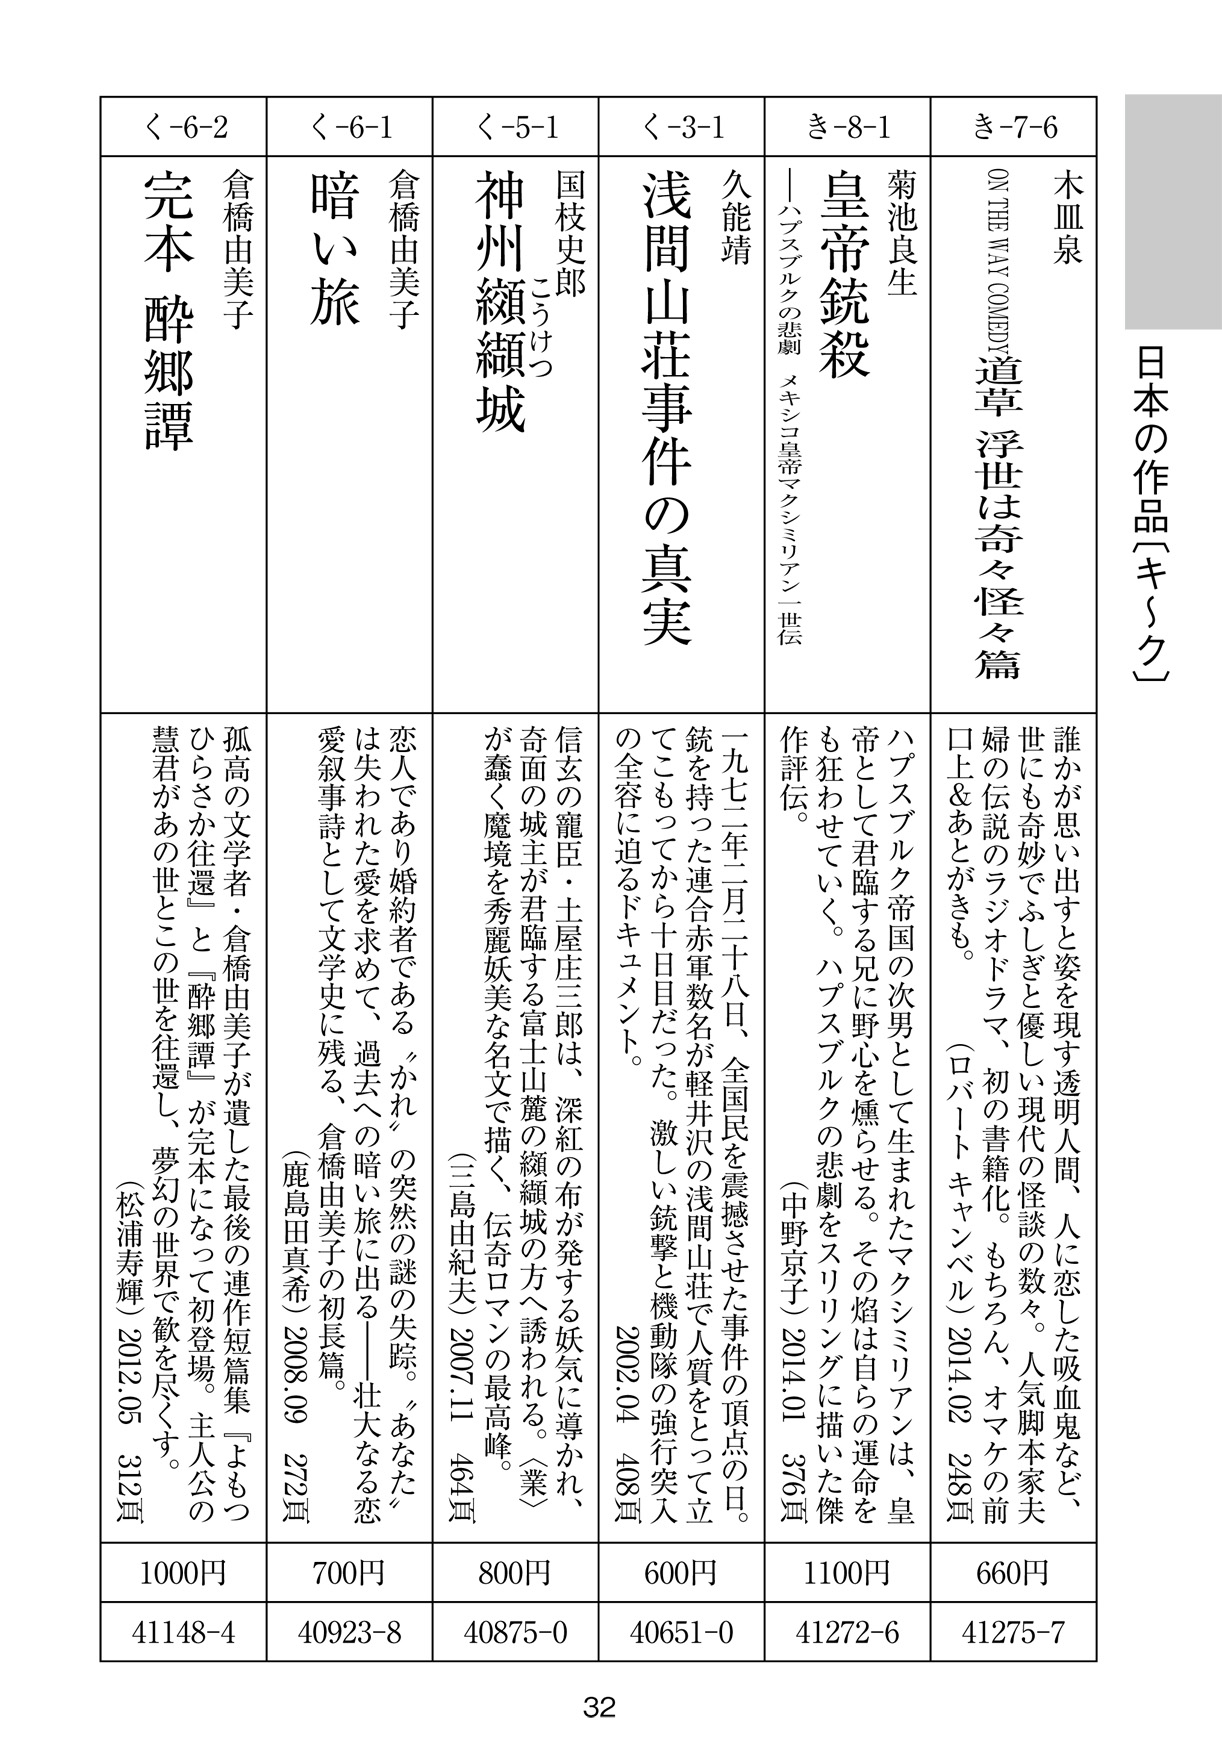 日本の作品〔キ～ク〕
き-7-6
木皿泉
ON THE WAY COMEDY道草 浮世は奇々怪々篇
誰かが思い出すと姿を現す透明人間、人に恋した吸血鬼など、
世にも奇妙でふしぎと優しい現代の怪談の数々。人気脚本家夫
婦の伝説のラジオドラマ、初の書籍化。もちろん、オマケの前
口上＆あとがきも。 （ロバート キャンベル）2014.02 248頁
660円
41275-7
き-8-1
菊池良生
皇帝銃殺
――ハプスブルクの悲劇 メキシコ皇帝マクシミリアン一世伝
ハプスブルク帝国の次男として生まれたマクシミリアンは、皇
帝として君臨する兄に野心を燻らせる。その焰は自らの運命を
も狂わせていく。ハプスブルクの悲劇をスリリングに描いた傑
作評伝。 （中野京子）2014.01 376頁
1100円
41272-6
く-3-1
久能靖
浅間山荘事件の真実
一九七二年二月二十八日、全国民を震撼させた事件の頂点の日。
銃を持った連合赤軍数名が軽井沢の浅間山荘で人質をとって立
てこもってから十日目だった。激しい銃撃と機動隊の強行突入
の全容に迫るドキュメント。 2002.04 408頁
600円
40651-0
く-5-1
国枝史郎
こうけつ
神州纐纈城
信玄の寵臣・土屋庄三郎は、深紅の布が発する妖気に導かれ、
奇面の城主が君臨する富士山麓の纐纈城の方へ誘われる。〈業〉
が蠢く魔境を秀麗妖美な名文で描く、伝奇ロマンの最高峰。
（三島由紀夫）2007.11 464頁
800円
40875-0
く-6-1
倉橋由美子
暗い旅
恋人であり婚約者である〝かれ〟の突然の謎の失踪。〝あなた〟
は失われた愛を求めて、過去への暗い旅に出る――壮大なる恋
愛叙事詩として文学史に残る、倉橋由美子の初長篇。
（鹿島田真希）2008.09 272頁
700円
40923-8
く-6-2
倉橋由美子
完本 酔郷譚
孤高の文学者・倉橋由美子が遺した最後の連作短篇集『よもつ
ひらさか往還』と『酔郷譚』が完本になって初登場。主人公の
慧君があの世とこの世を往還し、夢幻の世界で歓を尽くす。
（松浦寿輝）2012.05 312頁
1000円
41148-4
32